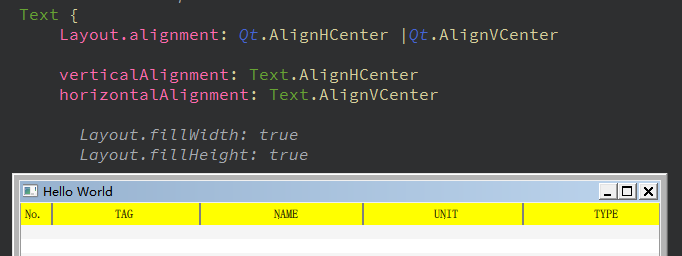 Text {
Layout.alignment: Qt.AlignHCenter |Qt.AlignVCenter
verticalAlignment: Text.AlignHCenter
horizontalAlignment: Text.AlignVCenter
Layout.fillWidth: true
Layout.fillHeight: true
Hello World
No. TAG NAME UNIT TYPE